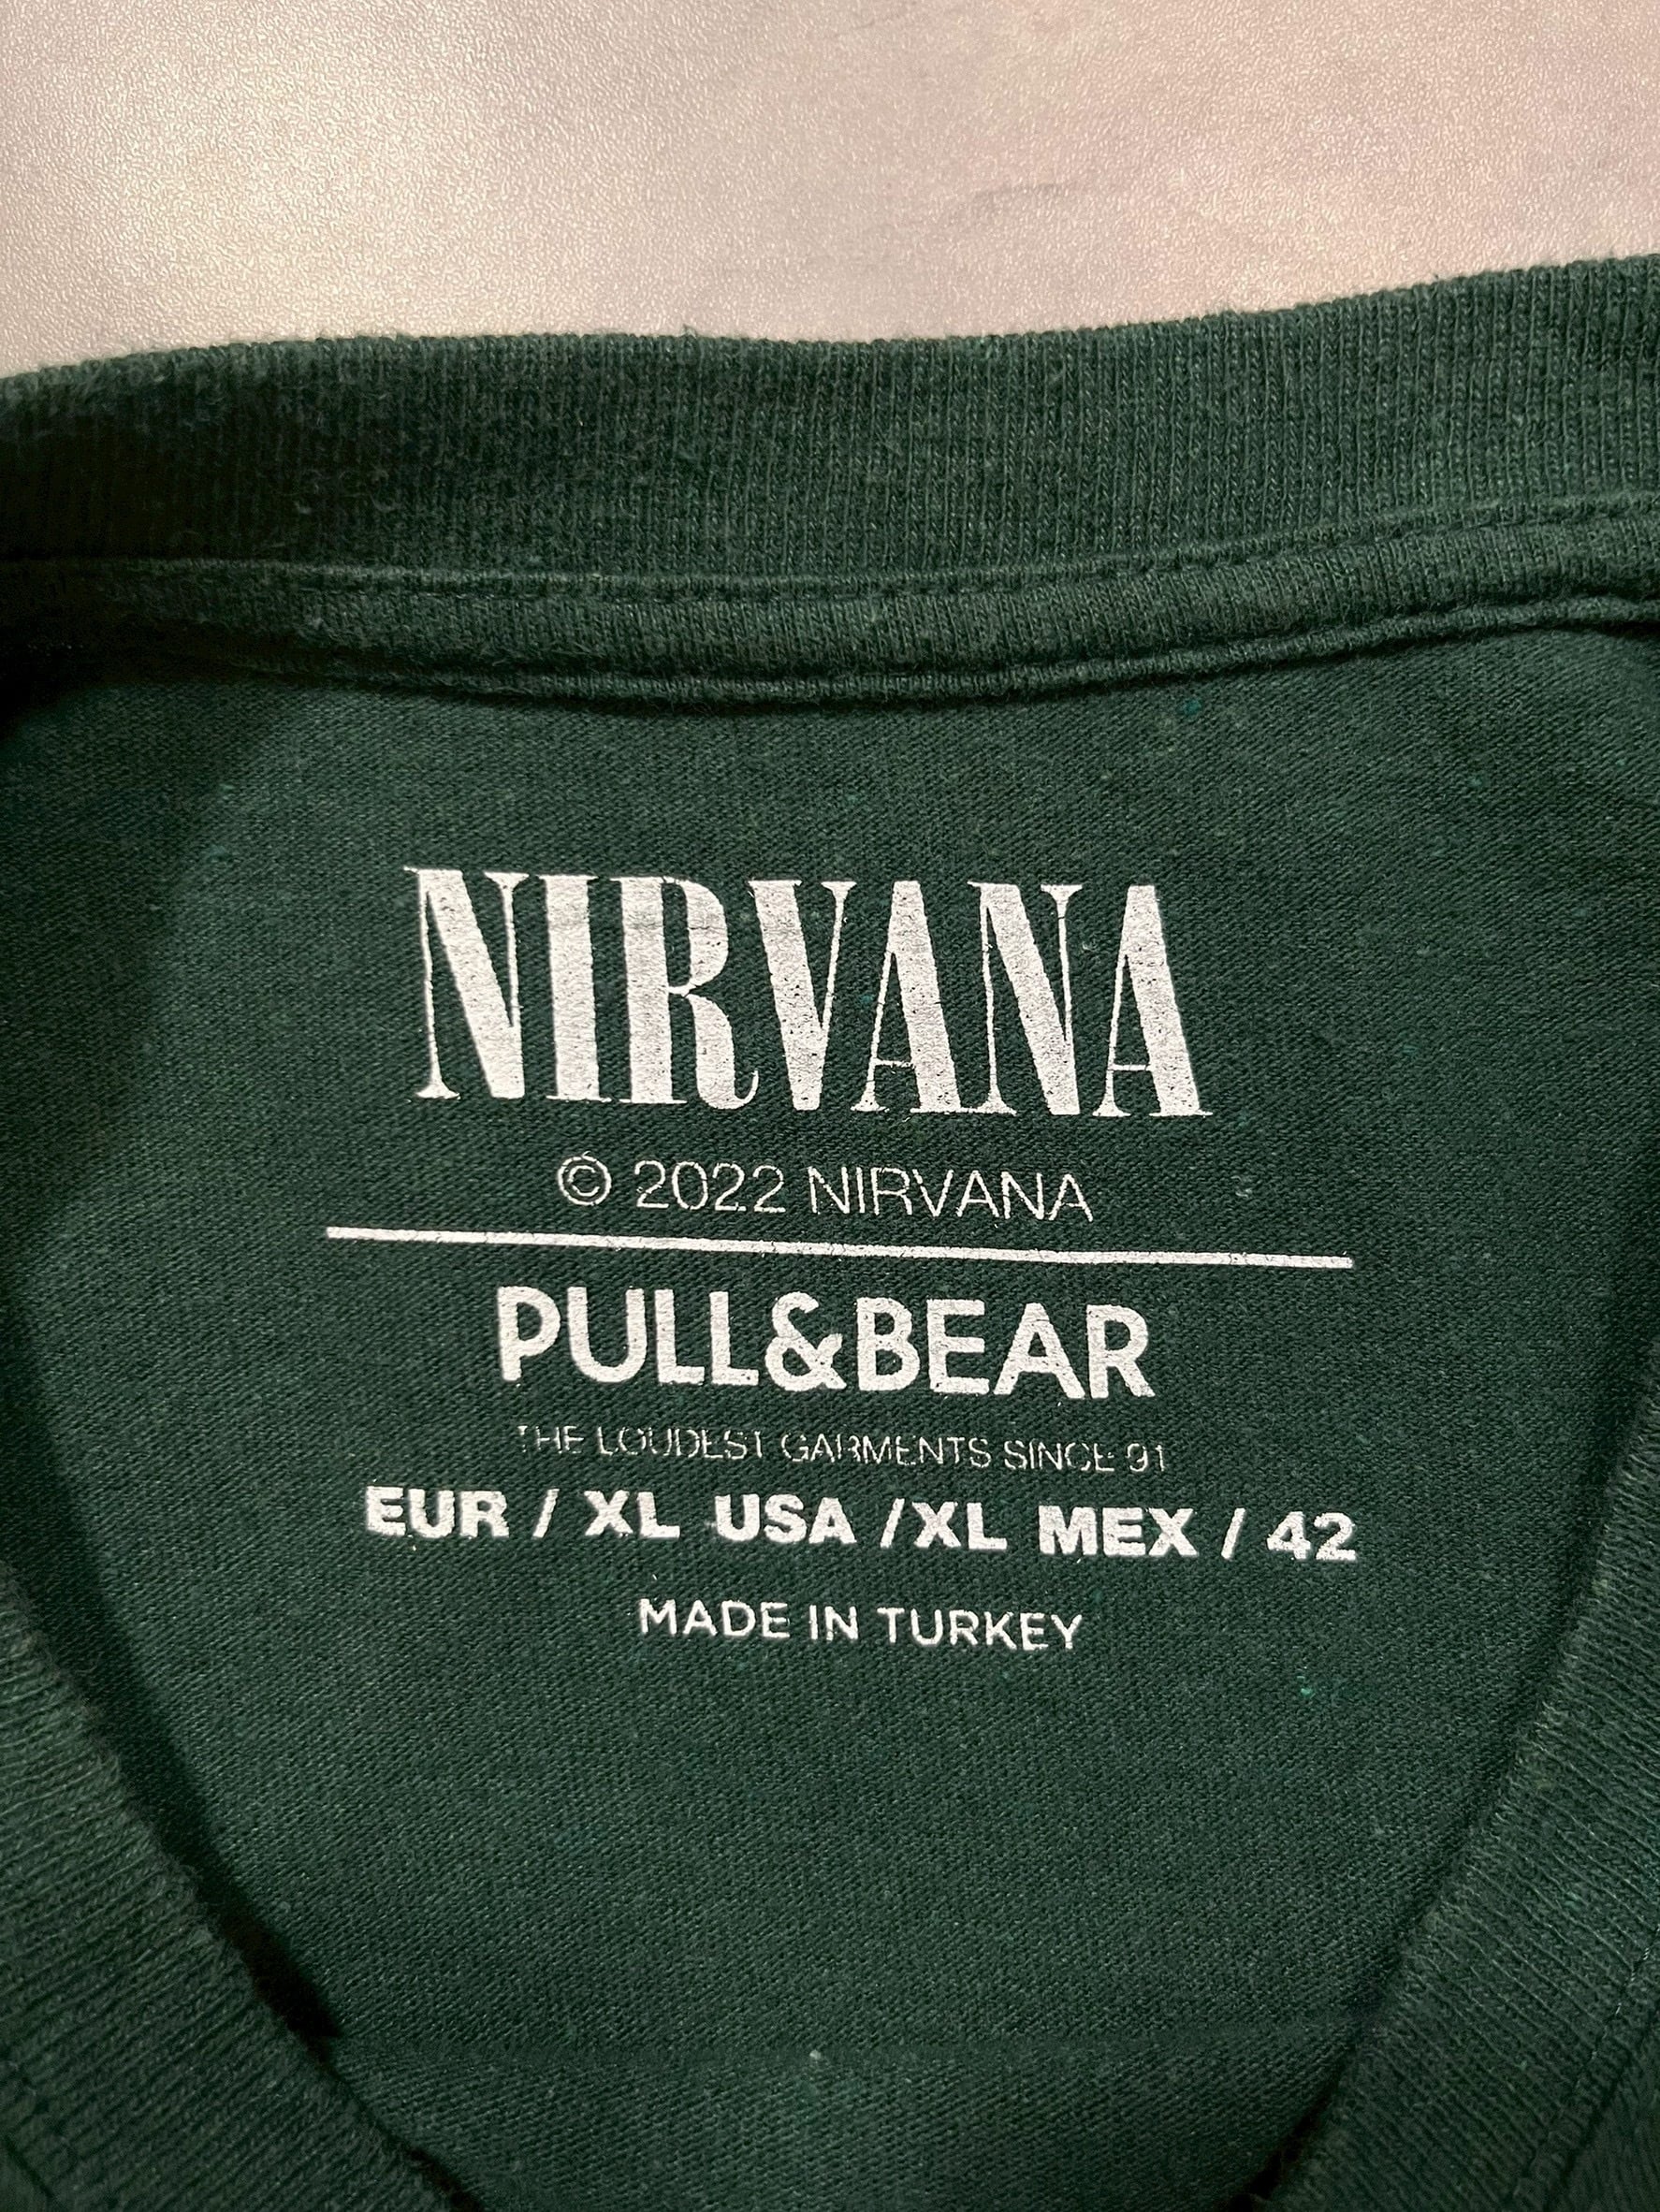 NIRVANA
© 2022 NIRVANA
PULL&BEAR
THE LOUDEST GARMENTS SINCE 91
EUR / XL USA /XL MEX / 42
MADE IN TURKEY